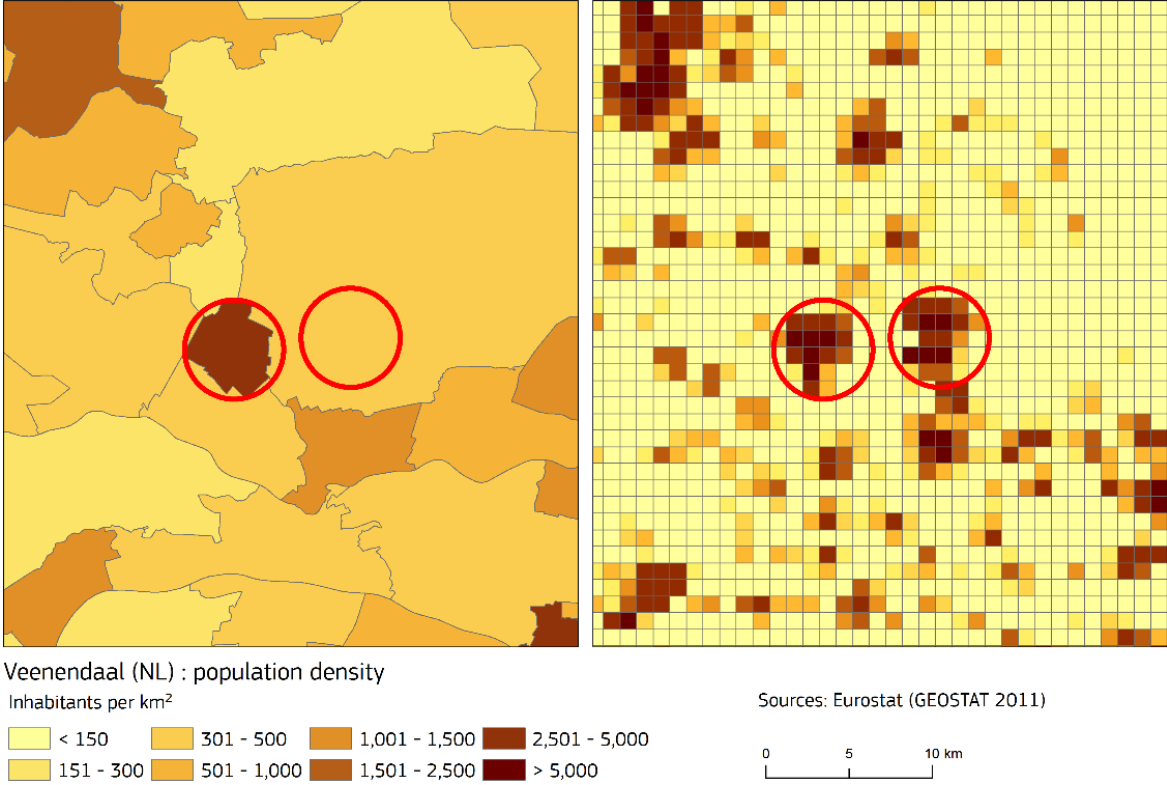 Veenendaal (NL) : population density
Inhabitants per km²
Sources: Eurostat (GEOSTAT 2011)
< 150
301 - 500
1,001 - 1,500
2,501 - 5,000
151 - 300
501 - 1,000
1,501 - 2,500
> 5,000
0 5 10 km